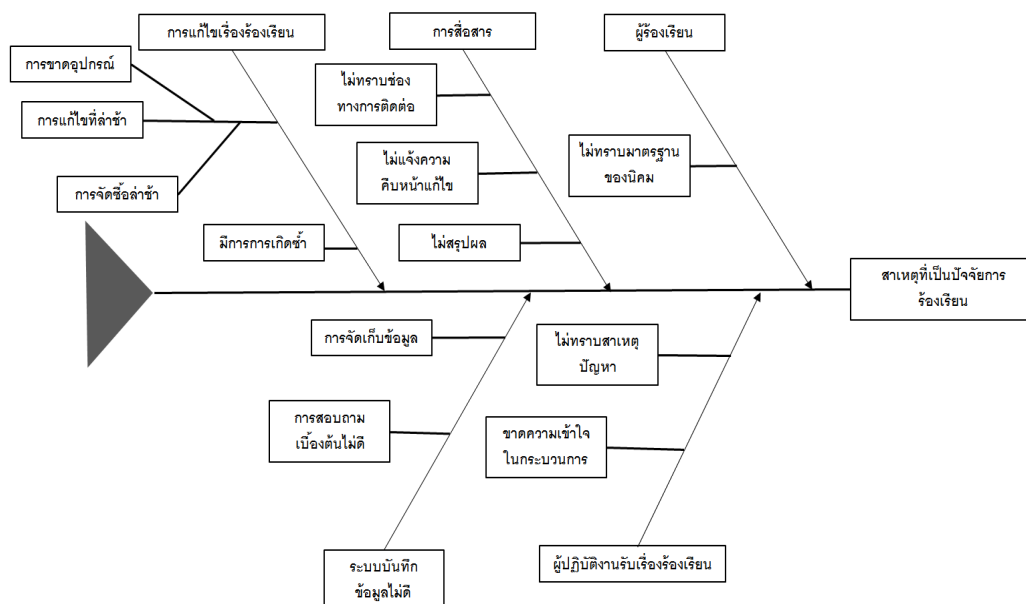 การแก้ไขเรื่องร้องเรียน
การสื่อสาร
ผู้ร้องเรียน
การขาดอุปกรณ์
ไม่ทราบช่อง
ทางการติดต่อ
การแก้ไขที่ล่าช้า
ไม่แจ้งความ
คืบหน้าแก้ไข
ไม่ทราบมาตรฐาน
ของนิคม
การจัดซื้อล่าช้า
มีการการเกิดซ้ำ
ไม่สรุปผล
สาเหตุที่เป็นปัจจัยการ
ร้องเรียน
การจัดเก็บข้อมูล
ไม่ทราบสาเหตุ
ปัญหา
การสอบถาม
เบื้องต้นไม่ดี
ขาดความเข้าใจ
ในกระบวนการ
ระบบบันทึก
ข้อมูลไม่ดี
ผู้ปฏิบัติงานรับเรื่องร้องเรียน